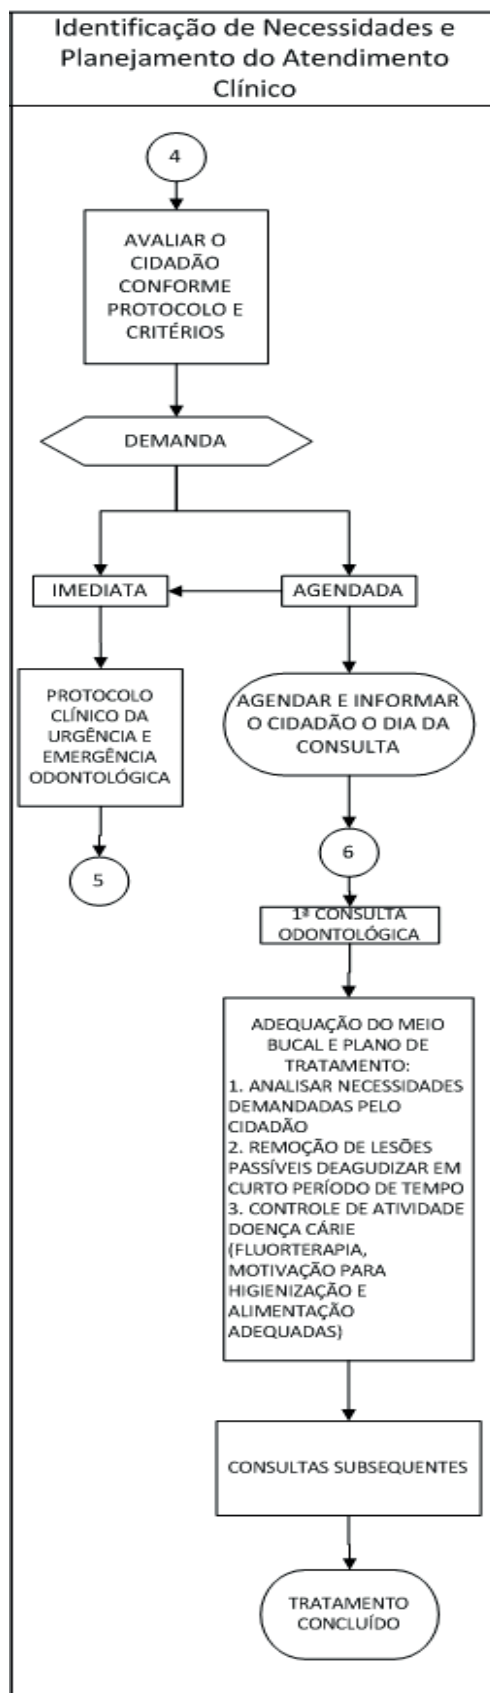 Identificação de Necessidades e
Planejamento do Atendimento
Clínico
4
AVALIAR O
CIDADÃO
CONFORME
PROTOCOLO E
CRITÉRIOS
DEMANDA
IMEDIATA
AGENDADA
PROTOCOLO
CLÍNICO DA
URGÊNCIA E
EMERGÊNCIA
ODONTOLÓGICA
5
AGENDAR E INFORMAR
O CIDADÃO O DIA DA
CONSULTA
6
1ª CONSULTA
ODONTOLÓGICA
ADEQUAÇÃO DO MEIO
BUCAL E PLANO DE
TRATAMENTO:
1. ANALISAR NECESSIDADES
DEMANDADAS PELO
CIDADÃO
2. REMOÇÃO DE LESÕES
PASSÍVEIS DEAGUDIZAR EM
CURTO PERÍODO DE TEMPO
3. CONTROLE DE ATIVIDADE
DOENÇA CÁRIE
(FLUORTERAPIA,
MOTIVAÇÃO PARA
HIGIENIZAÇÃO E
ALIMENTAÇÃO
ADEQUADAS)
CONSULTAS SUBSEQUENTES
TRATAMENTO
CONCLUÍDO